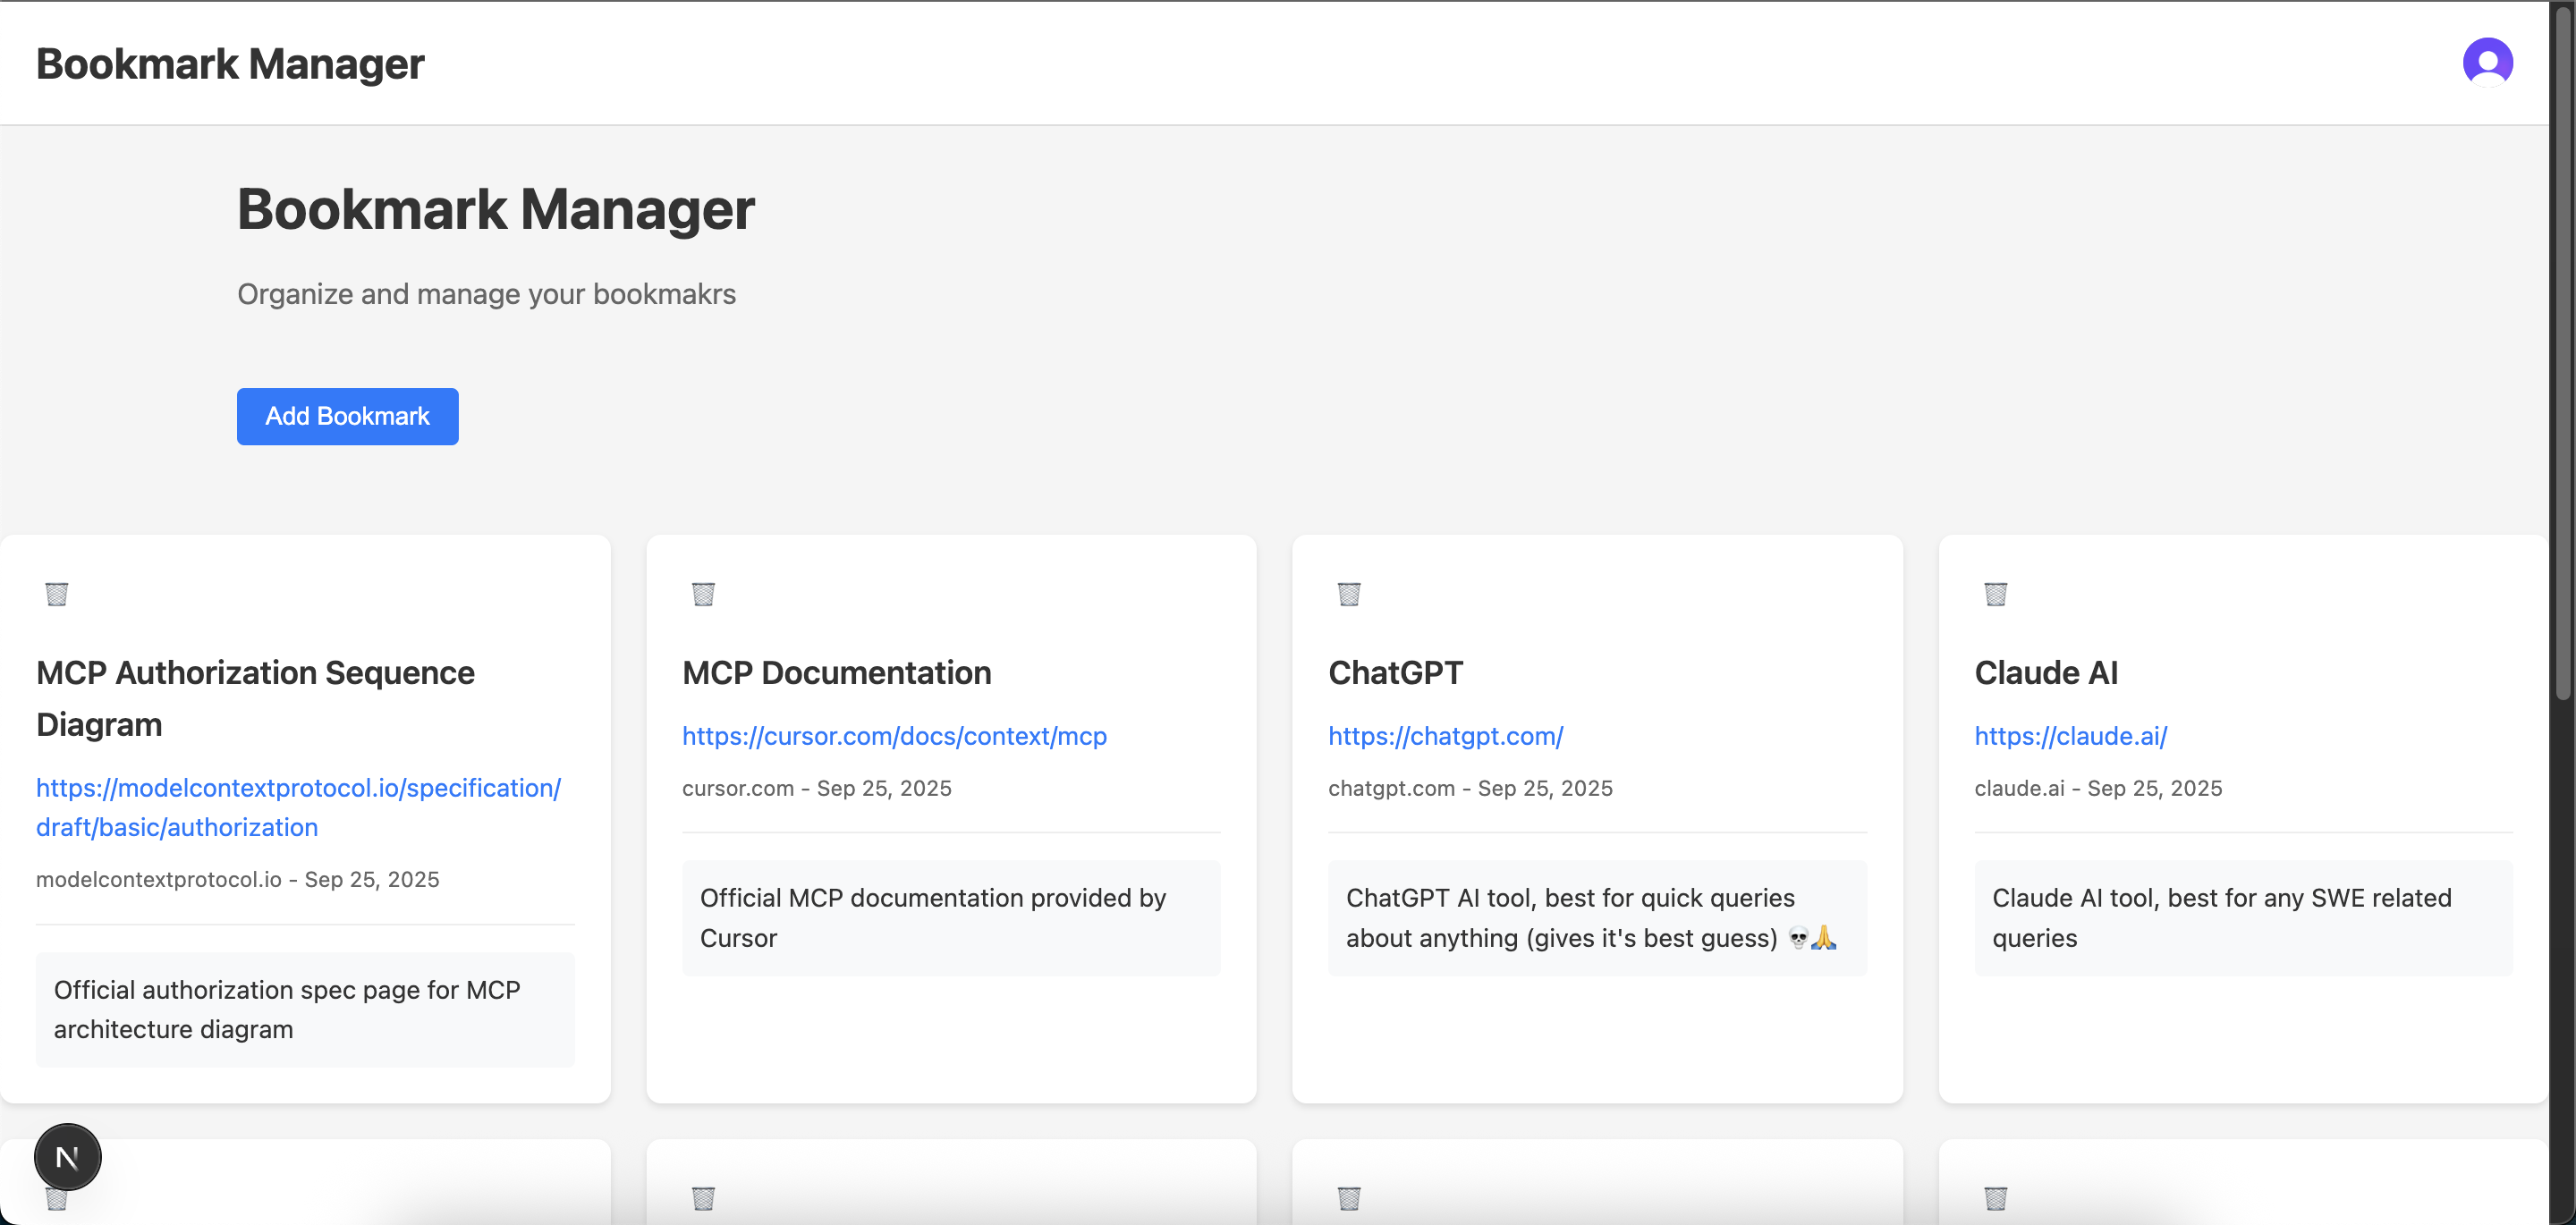 Bookmark Manager
Bookmark Manager
Organize and manage your bookmakrs
Add Bookmark
MCP Authorization Sequence
Diagram
https://modelcontextprotocol.io/specification/
draft/basic/authorization
modelcontextprotocol.io - Sep 25, 2025
Official authorization spec page for MCP
architecture diagram
MCP Documentation
https://cursor.com/docs/context/mcp
cursor.com - Sep 25, 2025
Official MCP documentation provided by
Cursor
ChatGPT
https://chatgpt.com/
chatgpt.com - Sep 25, 2025
ChatGPT AI tool, best for quick queries
about anything (gives it's best guess) 💀🙏
Claude AI
https://claude.ai/
claude.ai - Sep 25, 2025
Claude AI tool, best for any SWE related
queries
N